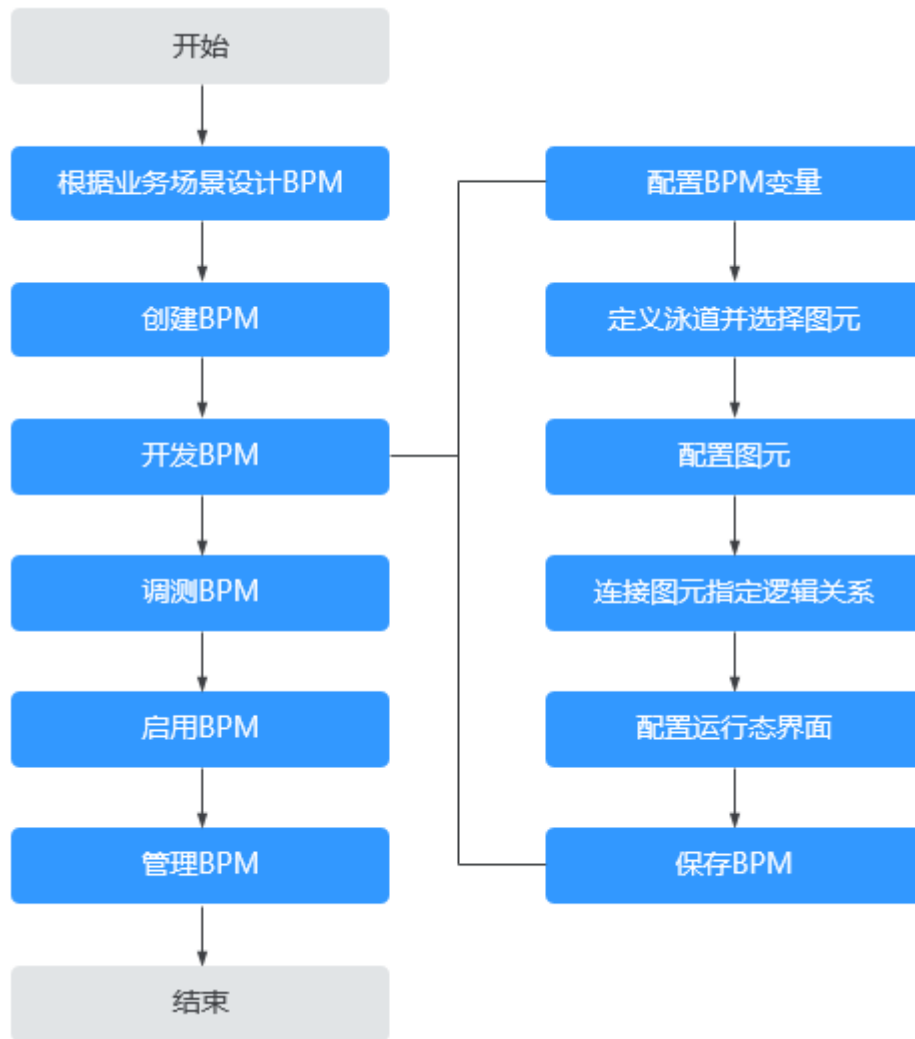 开始
根据业务场景设计BPM
创建BPM
开发BPM
调测BPM
启用BPM
管理BPM
结束
配置BPM变量
定义泳道并选择图元
配置图元
连接图元指定逻辑关系
配置运行态界面
保存BPM